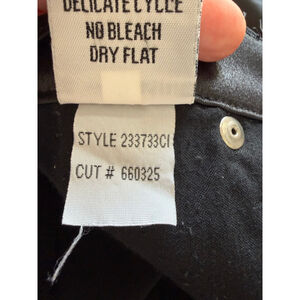 DELICATE CYCLE
NO BLEACH
DRY FLAT
STYLE 233733CI
CUT # 660325